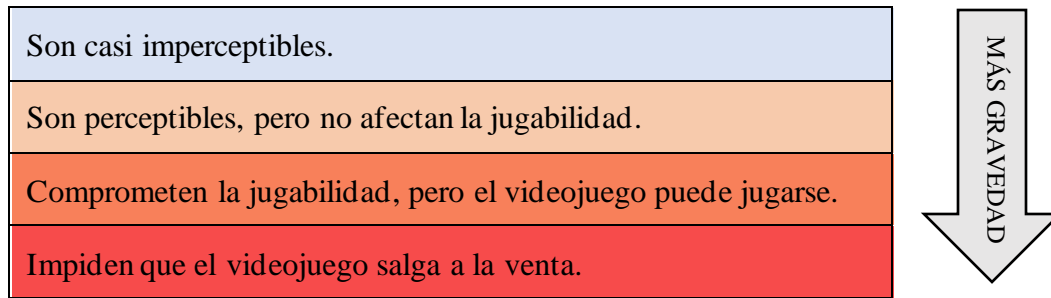 Son casi imperceptibles.
Son perceptibles, pero no afectan la jugabilidad.
Comprometen la jugabilidad, pero el videojuego puede jugarse.
Impiden que el videojuego salga a la venta.
MÁS GRAVEDAD